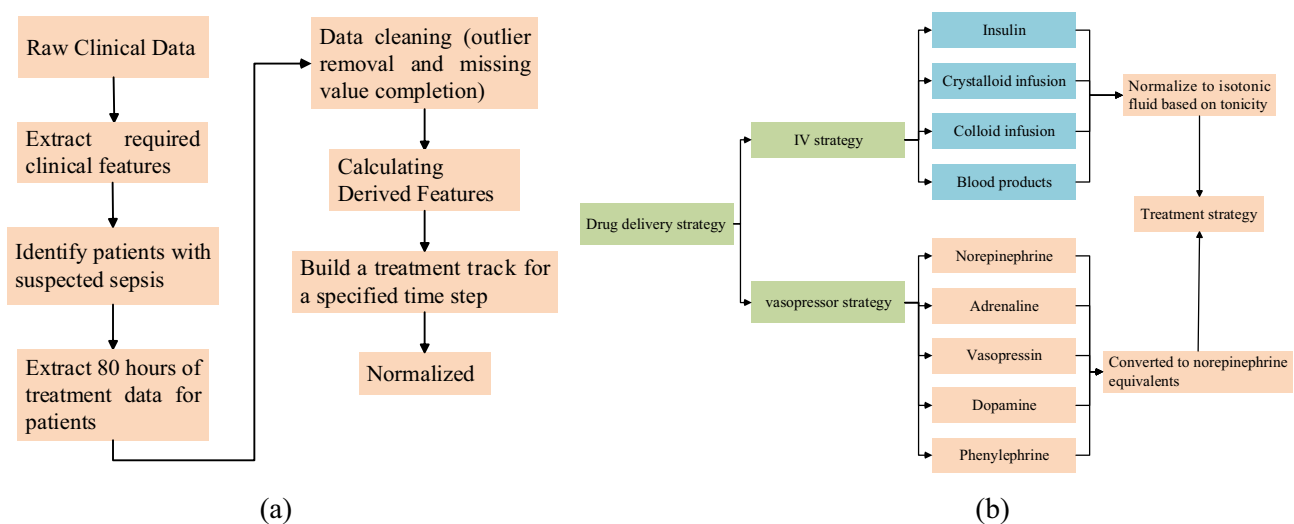 Raw Clinical Data
Extract required
clinical features
Identify patients with
suspected sepsis
Extract 80 hours of
treatment data for
patients
Data cleaning (outlier
removal and missing
value completion)
Calculating
Derived Features
Build a treatment track for
a specified time step
Normalized
(a)
Drug delivery strategy
IV strategy
vasopressor strategy
Insulin
Crystalloid infusion
Colloid infusion
Blood products
Norepinephrine
Adrenaline
Vasopressin
Dopamine
Phenylephrine
Normalize to isotonic
fluid based on tonicity
Treatment strategy
Converted to norepinephrine
equivalents
(b)